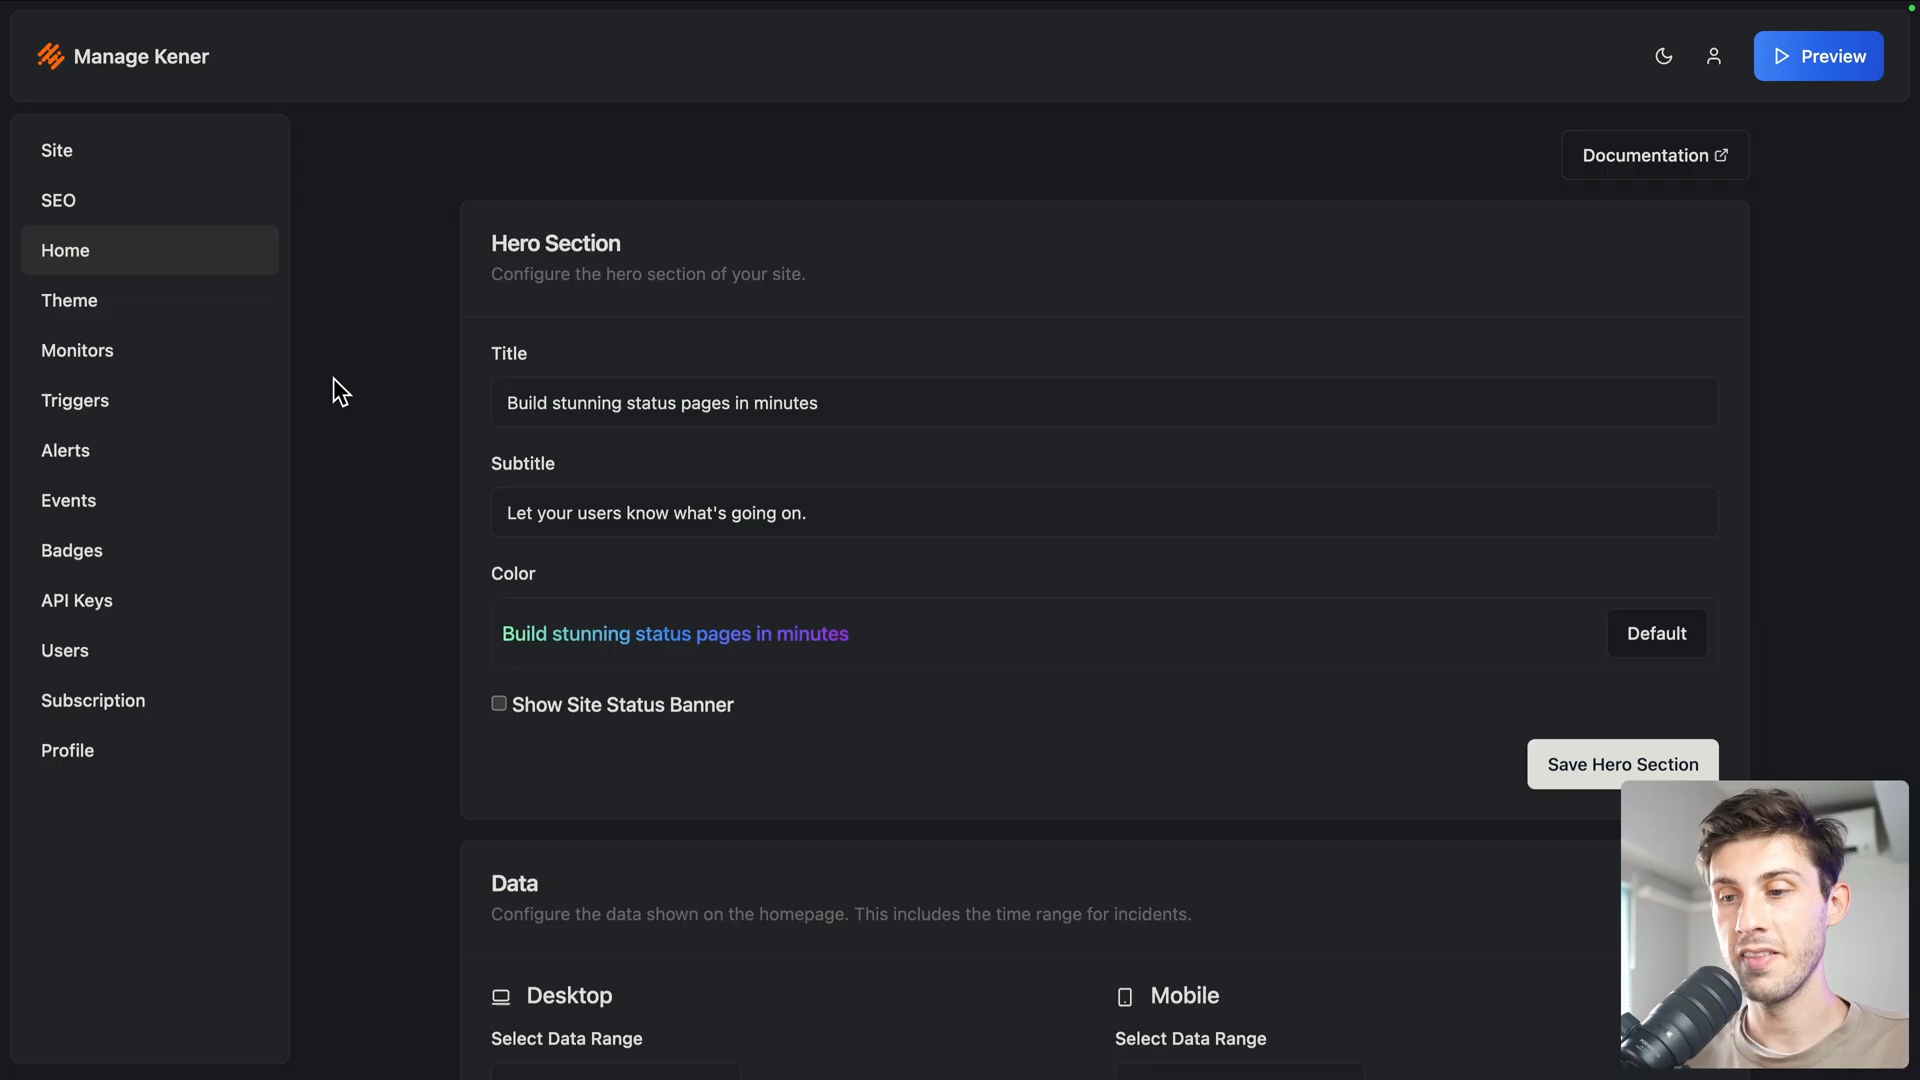 Manage Kener
Preview
Site
SEO
Home
Theme
Monitors
Triggers
Alerts
Events
Badges
API Keys
Users
Subscription
Profile
Documentation
Hero Section
Configure the hero section of your site.
Title
Build stunning status pages in minutes
Subtitle
Let your users know what's going on.
Color
Build stunning status pages in minutes
Default
Show Site Status Banner
Save Hero Section
Data
Configure the data shown on the homepage. This includes the time range for incidents.
Desktop
Mobile
Select Data Range
Select Data Range